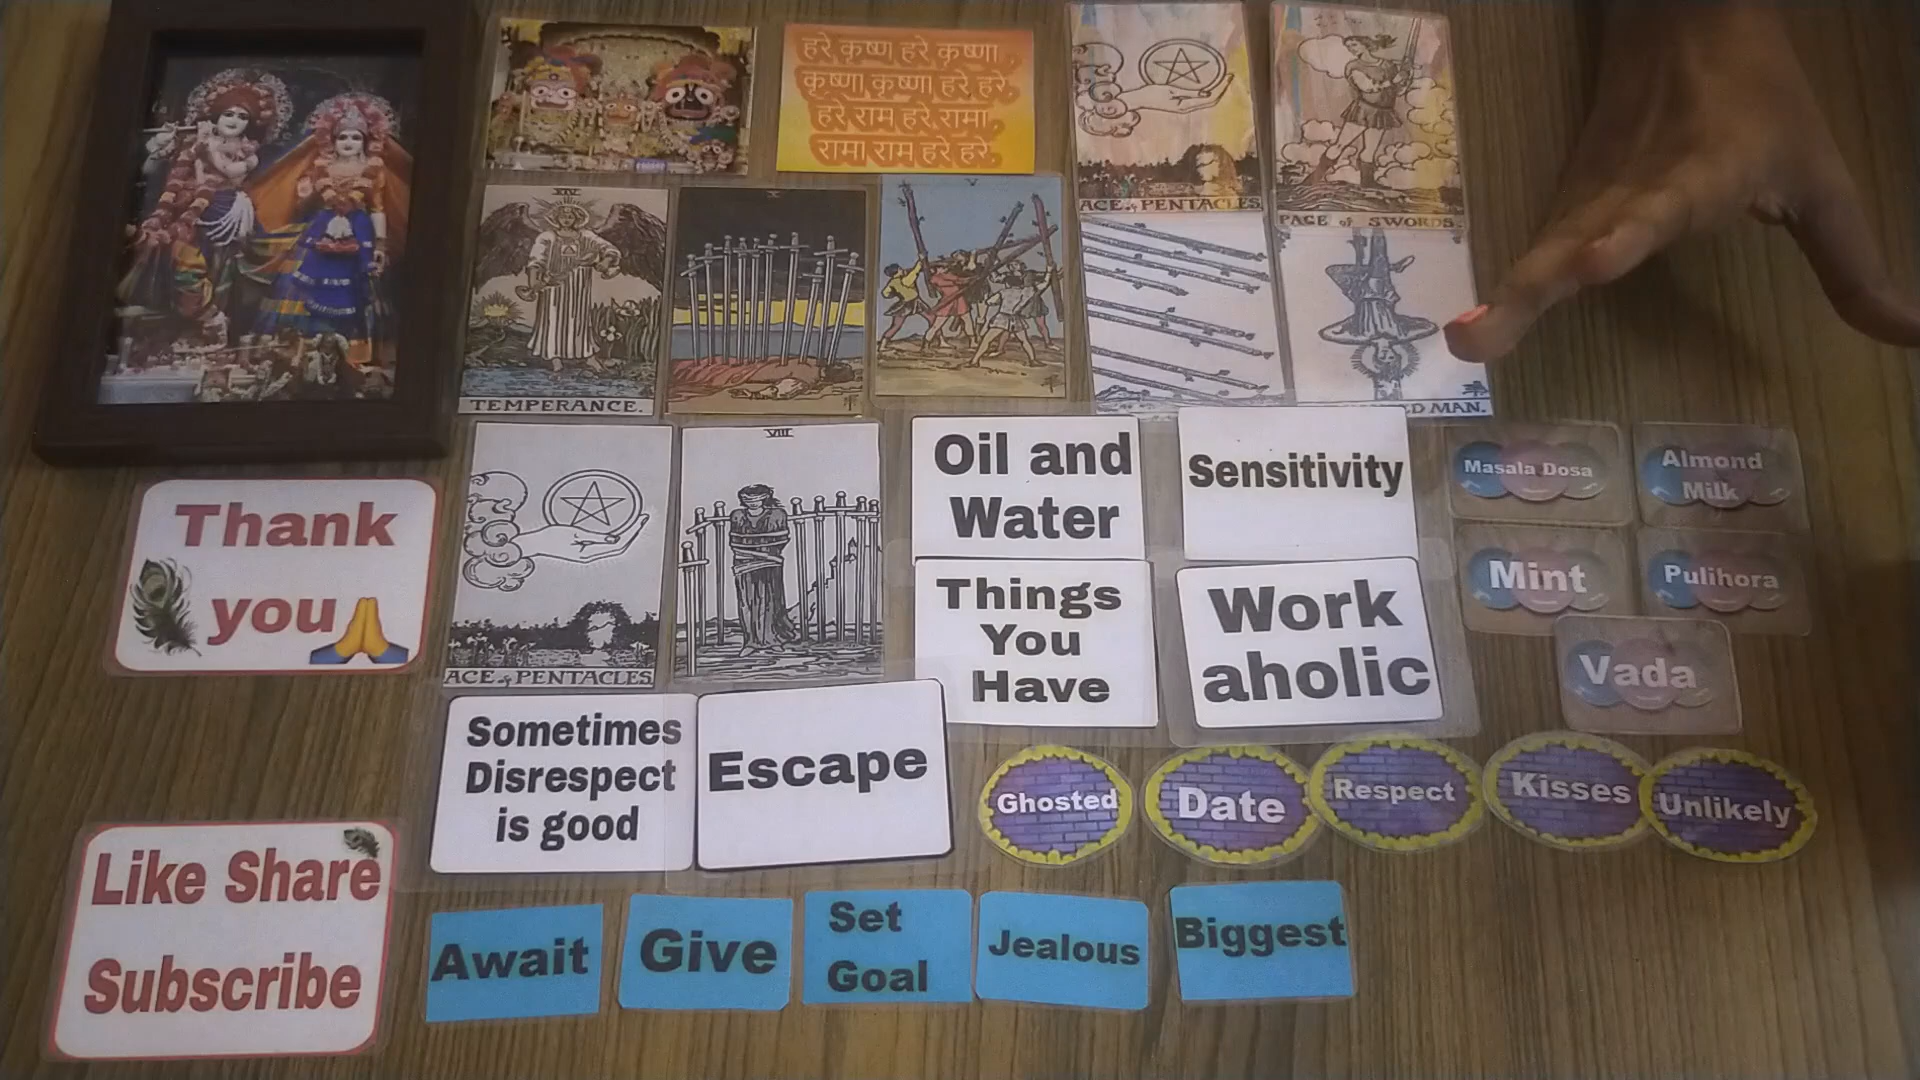 हरे कृष्ण हरे कृष्णा,
कृष्णा कृष्णा हरे हरे,
हरे राम हरे रामा,
रामा राम हरे हरे.
ACE of PENTACLES
PAGE of SWORDS.
XIV
TEMPERANCE.
X
V
D MAN.
Thank
you
ACE of PENTACLES
VIII
Oil and
Water
Sensitivity
Masala Dosa
Almond
Milk
Things
You
Have
Work
aholic
Mint
Pulihora
Vada
Sometimes
Disrespect
is good
Escape
Ghosted
Date
Respect
Kisses
Unlikely
Like Share
Subscribe
Await
Give
Set
Goal
Jealous
Biggest